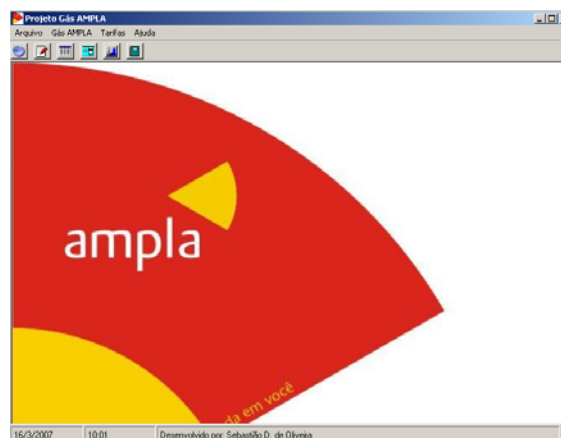 Projeto Gás AMPLA
Arquivo Gás AMPLA Tarifas Ajuda
ampla
da em você
16/3/2007 10:01 Desenvolvido por: Sebastião D. de Oliveira